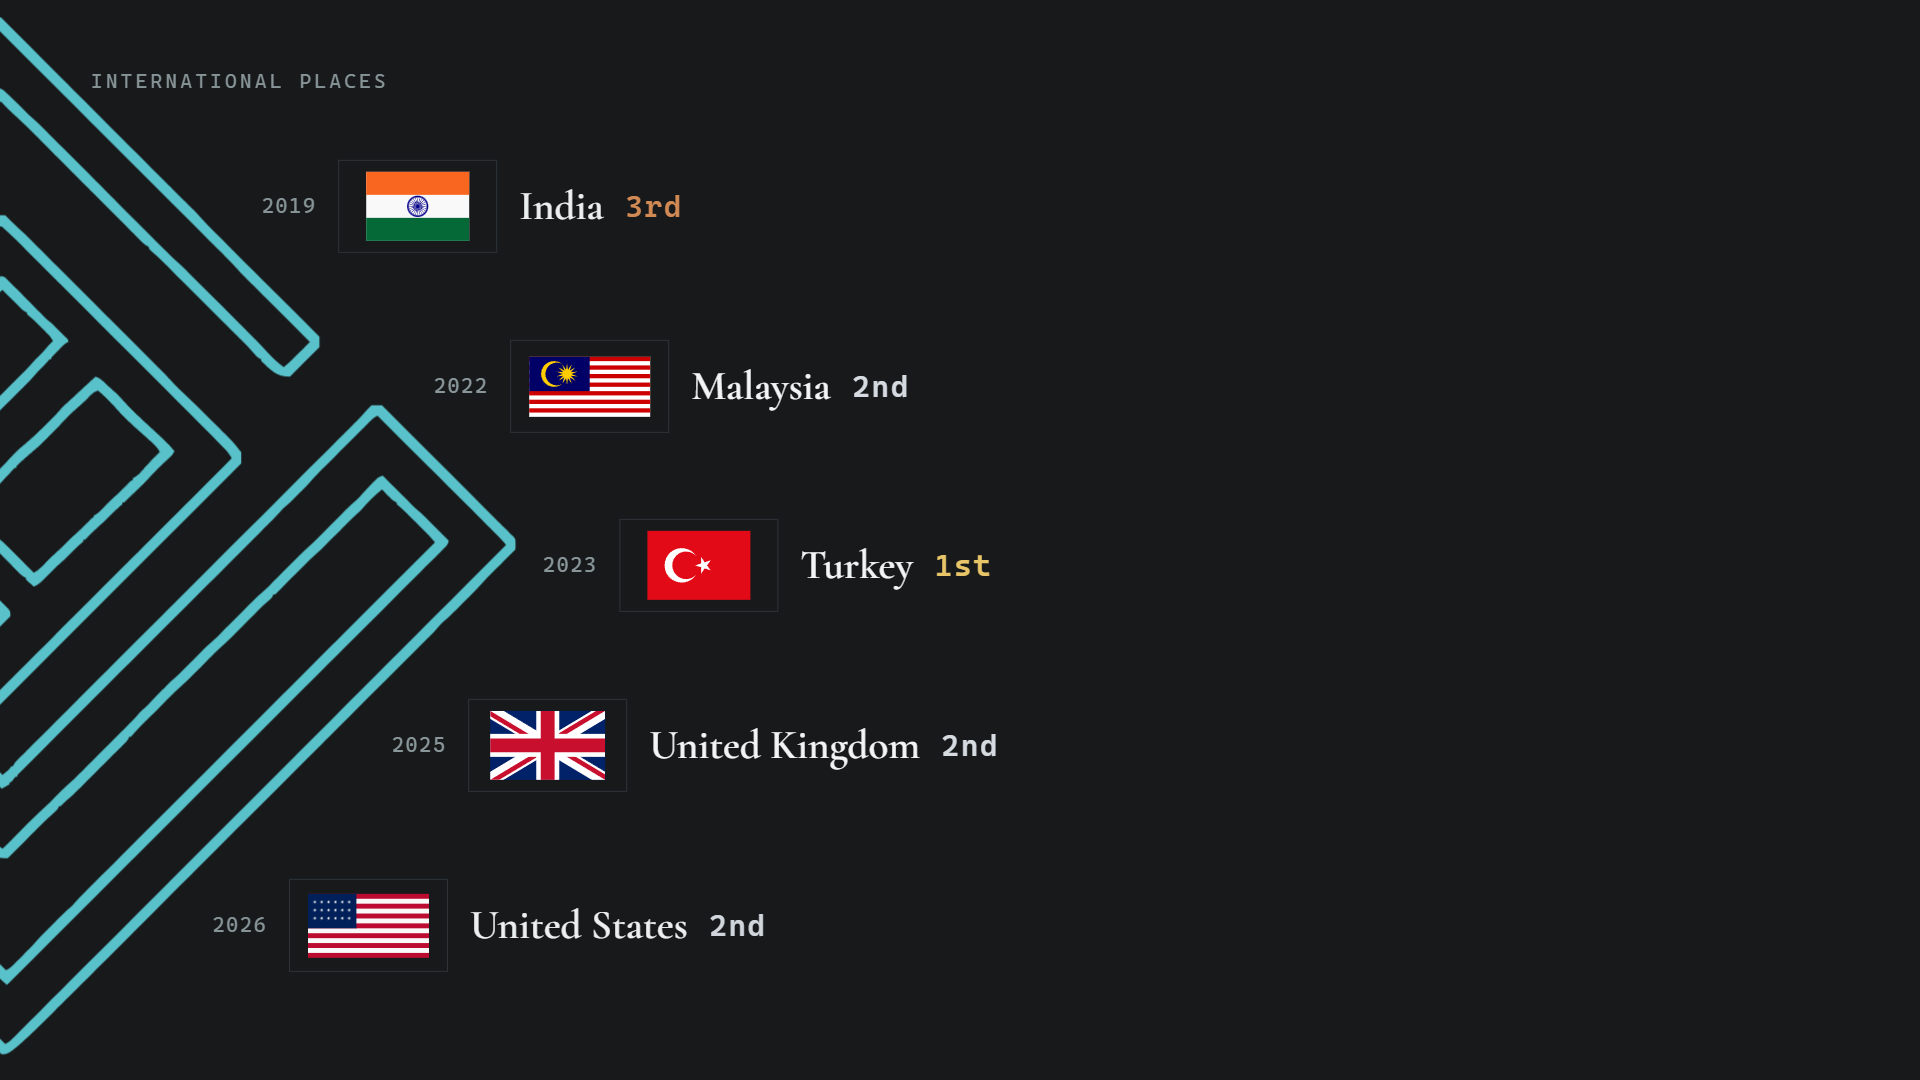 INTERNATIONAL PLACES
2019 India 3rd
2022 Malaysia 2nd
2023 Turkey 1st
2025 United Kingdom 2nd
2026 United States 2nd